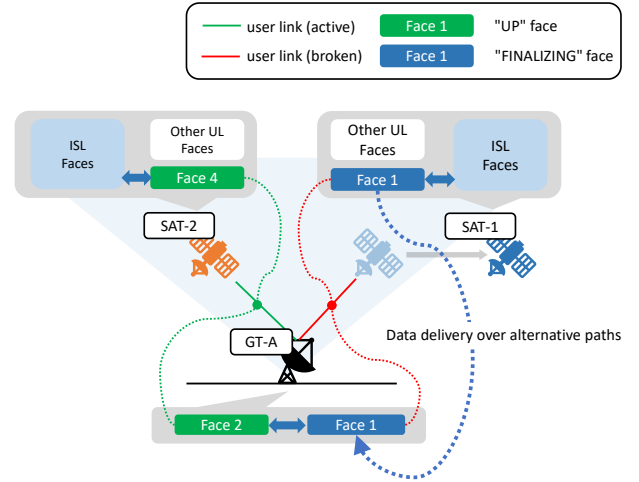 user link (active)
Face 1
"UP" face
user link (broken)
Face 1
"FINALIZING" face
ISL
Faces
Other UL
Faces
Face 4
Other UL
Faces
Face 1
ISL
Faces
SAT-2
SAT-1
GT-A
Data delivery over alternative paths
Face 2
Face 1